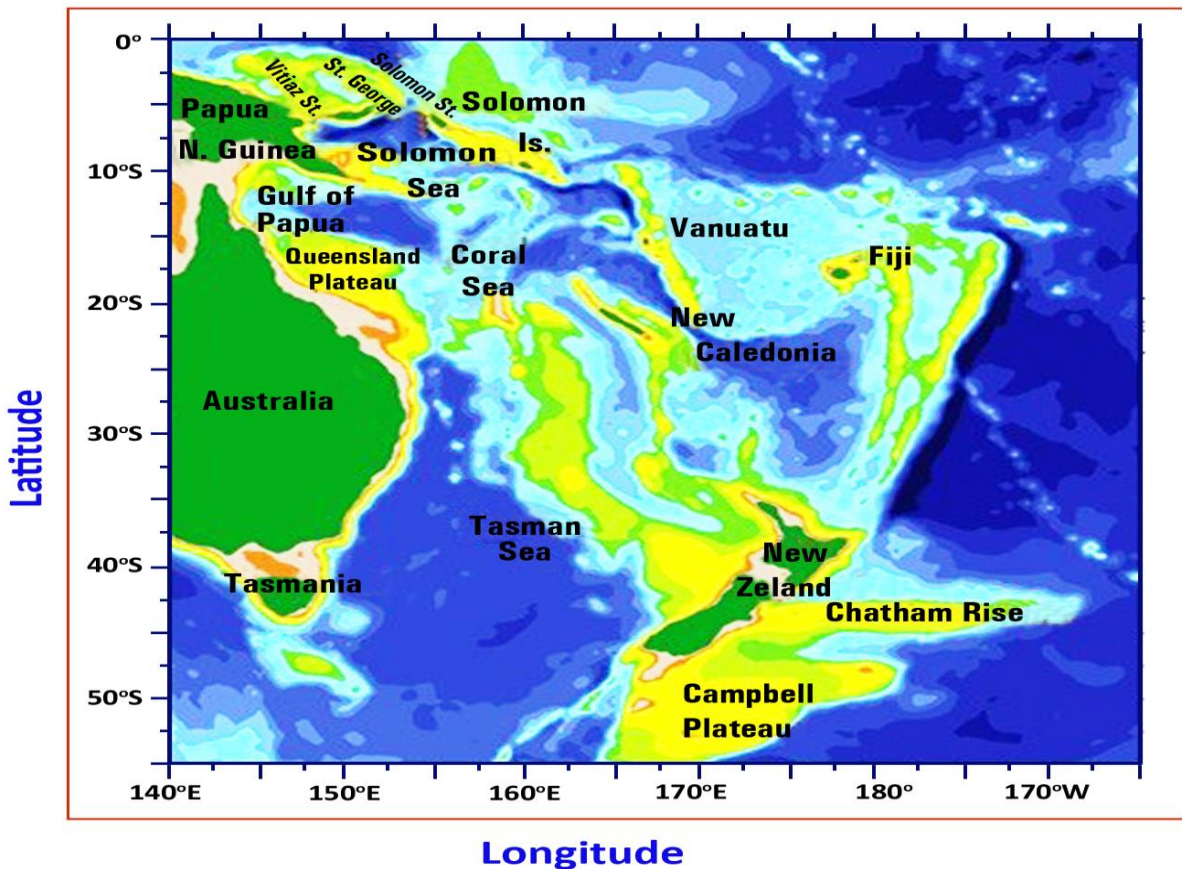 0°
Vitiaz St.
St. George
Solomon St.
Solomon
Is.
Papua
N. Guinea
Solomon
Sea
10°S
Gulf of
Papua
Vanuatu
Queensland
Plateau
Coral
Sea
Fiji
20°S
New
Caledonia
Australia
30°S
Latitude
Tasman
Sea
New
Zeland
40°S
Tasmania
Chatham Rise
50°S
Campbell
Plateau
140°E
150°E
160°E
170°E
180°
170°W
Longitude